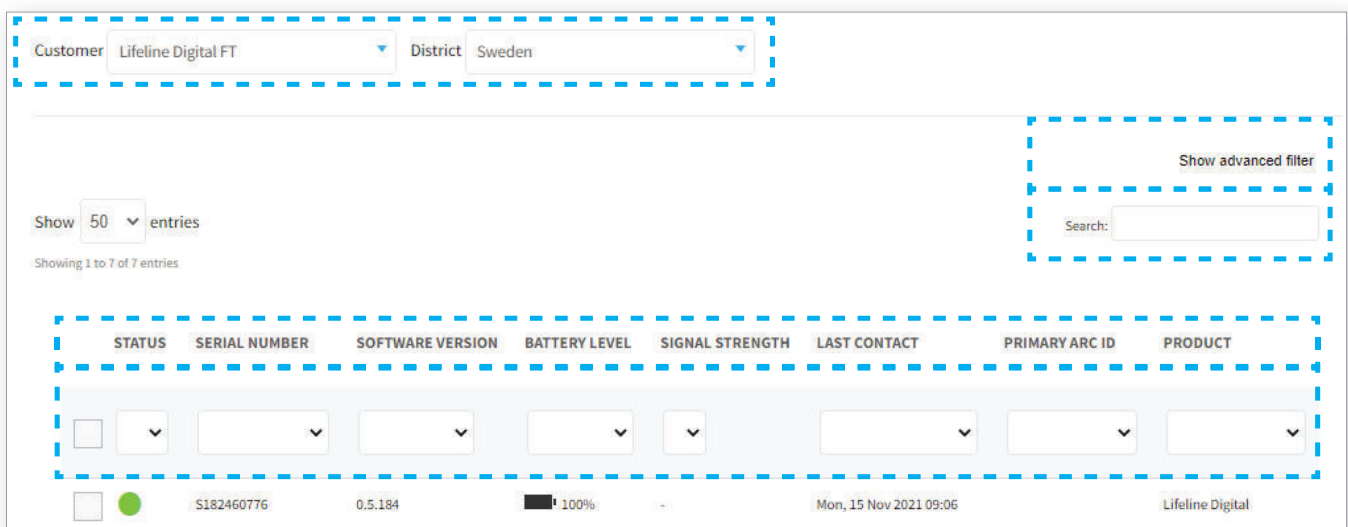 Customer Lifeline Digital FT District Sweden
Show advanced filter
Show 50 entries Search:
Showing 1 to 7 of 7 entries
STATUS SERIAL NUMBER SOFTWARE VERSION BATTERY LEVEL SIGNAL STRENGTH LAST CONTACT PRIMARY ARC ID PRODUCT
S182460776 0.5.184 100% - Mon, 15 Nov 2021 09:06 Lifeline Digital